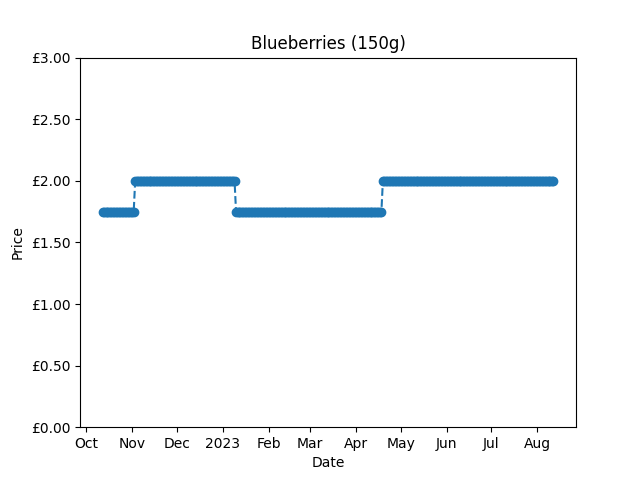 Blueberries (150g)
£3.00
£2.50
£2.00
£1.50
£1.00
£0.50
£0.00
Price
Oct Nov Dec 2023 Feb Mar Apr May Jun Jul Aug
Date